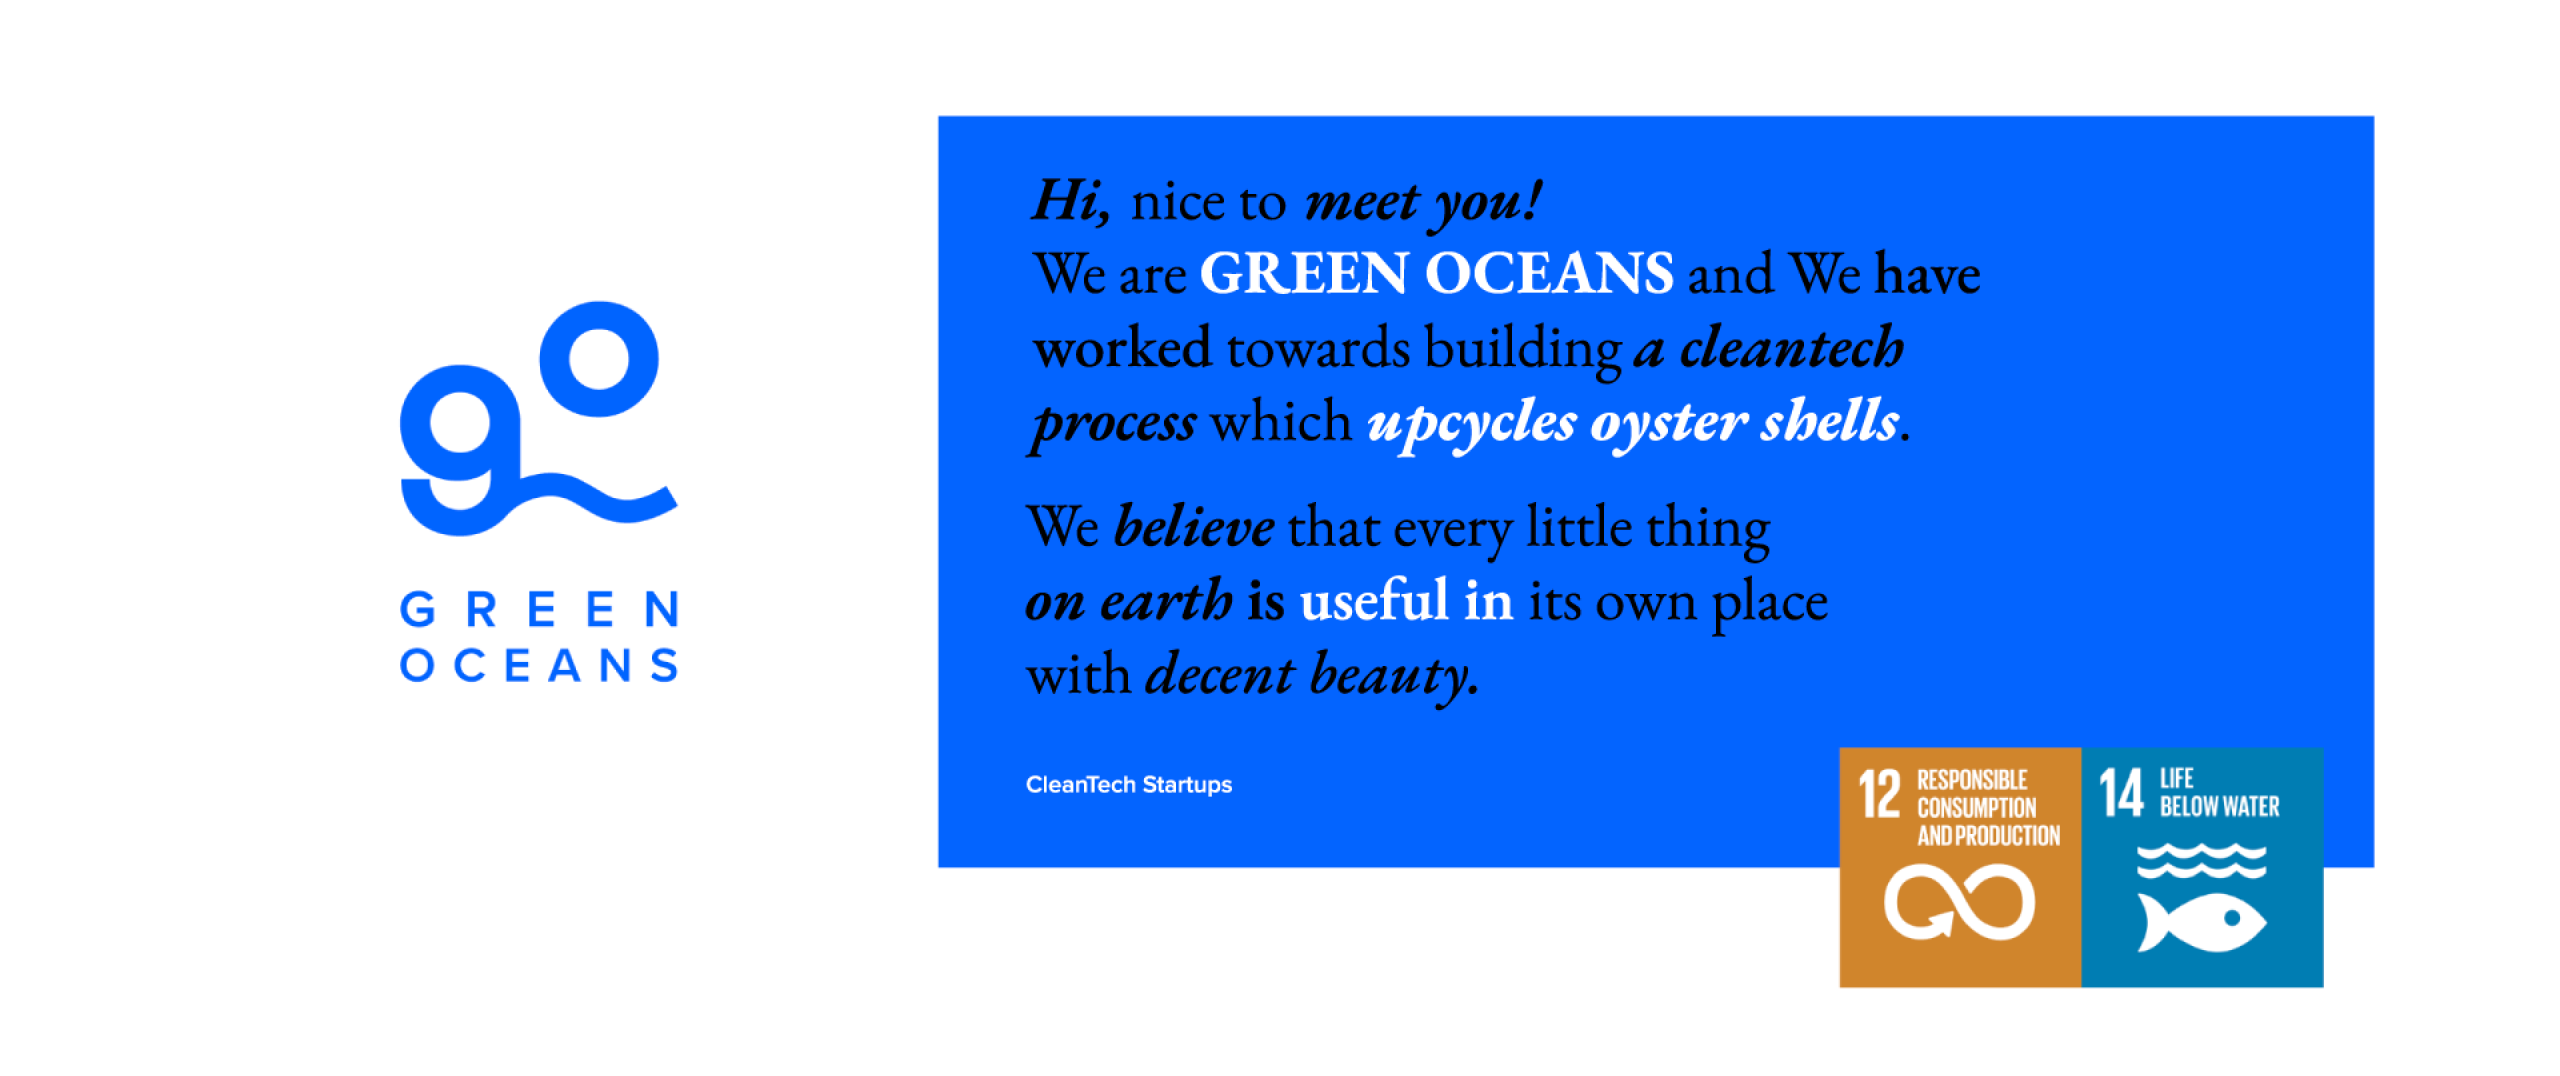 go
GREEN
OCEANS
Hi, nice to meet you!
We are GREEN OCEANS and We have
worked towards building a cleantech
process which upcycles oyster shells.
We believe that every little thing
on earth is useful in its own place
with decent beauty.
CleanTech Startups
12 RESPONSIBLE
CONSUMPTION
AND PRODUCTION
14 LIFE
BELOW WATER